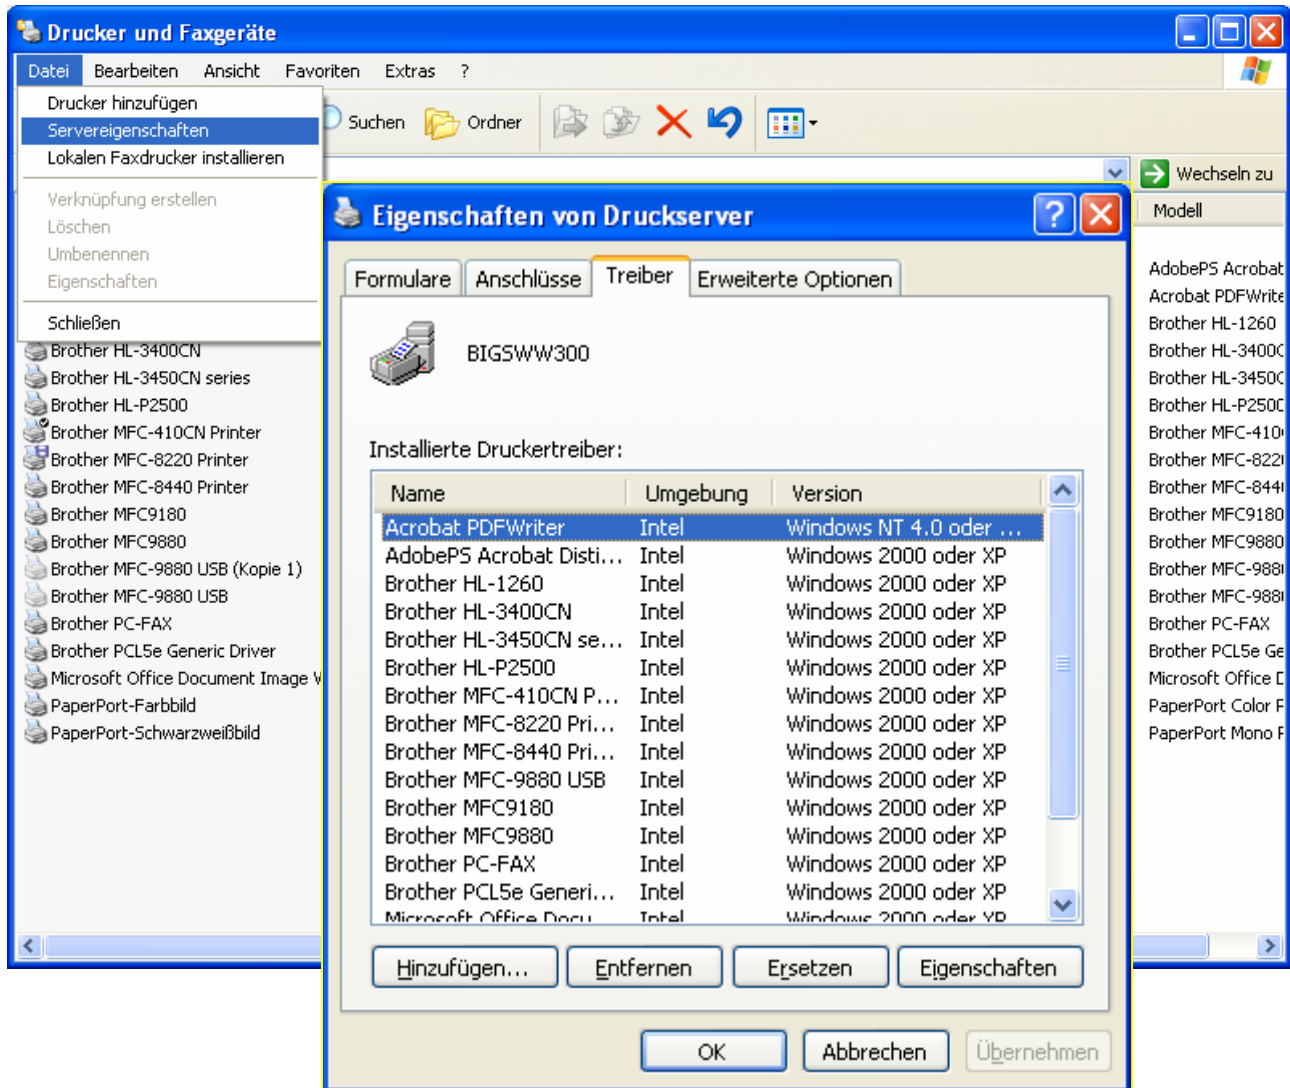 Drucker und Faxgeräte
Datei Bearbeiten Ansicht Favoriten Extras ?
Drucker hinzufügen
Servereigenschaften
Lokalen Faxdrucker installieren
Verknüpfung erstellen
Löschen
Umbenennen
Eigenschaften
Schließen
Suchen Ordner
Wechseln zu
Brother HL-3400CN
Brother HL-3450CN series
Brother HL-P2500
Brother MFC-410CN Printer
Brother MFC-8220 Printer
Brother MFC-8440 Printer
Brother MFC9180
Brother MFC9880
Brother MFC-9880 USB (Kopie 1)
Brother MFC-9880 USB
Brother PC-FAX
Brother PCL5e Generic Driver
Microsoft Office Document Image
PaperPort-Farbbild
PaperPort-Schwarzweißbild
Eigenschaften von Druckserver
Formulare Anschlüsse Treiber Erweiterte Optionen
BIGSWW300
Installierte Druckertreiber:
Name Umgebung Version
Acrobat PDFWriter Intel Windows NT 4.0 oder ...
AdobePS Acrobat Disti... Intel Windows 2000 oder XP
Brother HL-1260 Intel Windows 2000 oder XP
Brother HL-3400CN Intel Windows 2000 oder XP
Brother HL-3450CN se... Intel Windows 2000 oder XP
Brother HL-P2500 Intel Windows 2000 oder XP
Brother MFC-410CN P... Intel Windows 2000 oder XP
Brother MFC-8220 Pri... Intel Windows 2000 oder XP
Brother MFC-8440 Pri... Intel Windows 2000 oder XP
Brother MFC-9880 USB Intel Windows 2000 oder XP
Brother MFC9180 Intel Windows 2000 oder XP
Brother MFC9880 Intel Windows 2000 oder XP
Brother PC-FAX Intel Windows 2000 oder XP
Brother PCL5e Generi... Intel Windows 2000 oder XP
Microsoft Office Docu Intel Windows 2000 oder XP
Hinzufügen... Entfernen Ersetzen Eigenschaften
OK Abbrechen Übernehmen
Modell
AdobePS Acrobat
Acrobat PDFWrite
Brother HL-1260
Brother HL-3400C
Brother HL-3450C
Brother HL-P2500
Brother MFC-410
Brother MFC-822
Brother MFC-844
Brother MFC9180
Brother MFC9880
Brother MFC-988
Brother MFC-988
Brother PC-FAX
Brother PCL5e Ge
Microsoft Office
PaperPort Color
PaperPort Mono